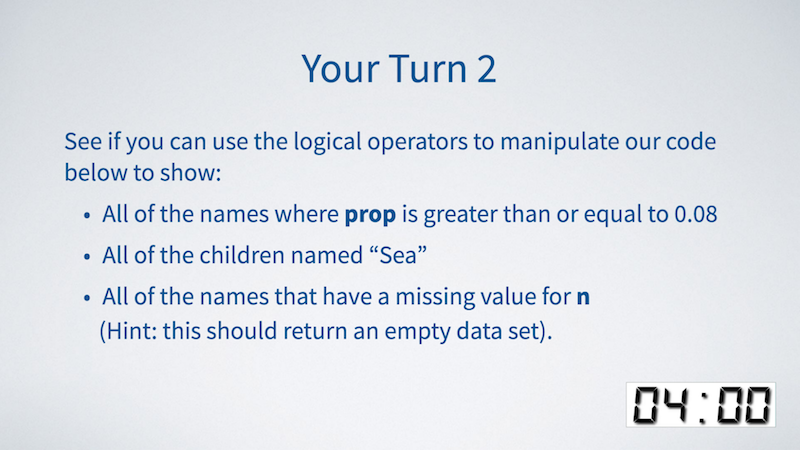 Your Turn 2
See if you can use the logical operators to manipulate our code
below to show:
• All of the names where prop is greater than or equal to 0.08
• All of the children named “Sea”
• All of the names that have a missing value for n
(Hint: this should return an empty data set).
04:00